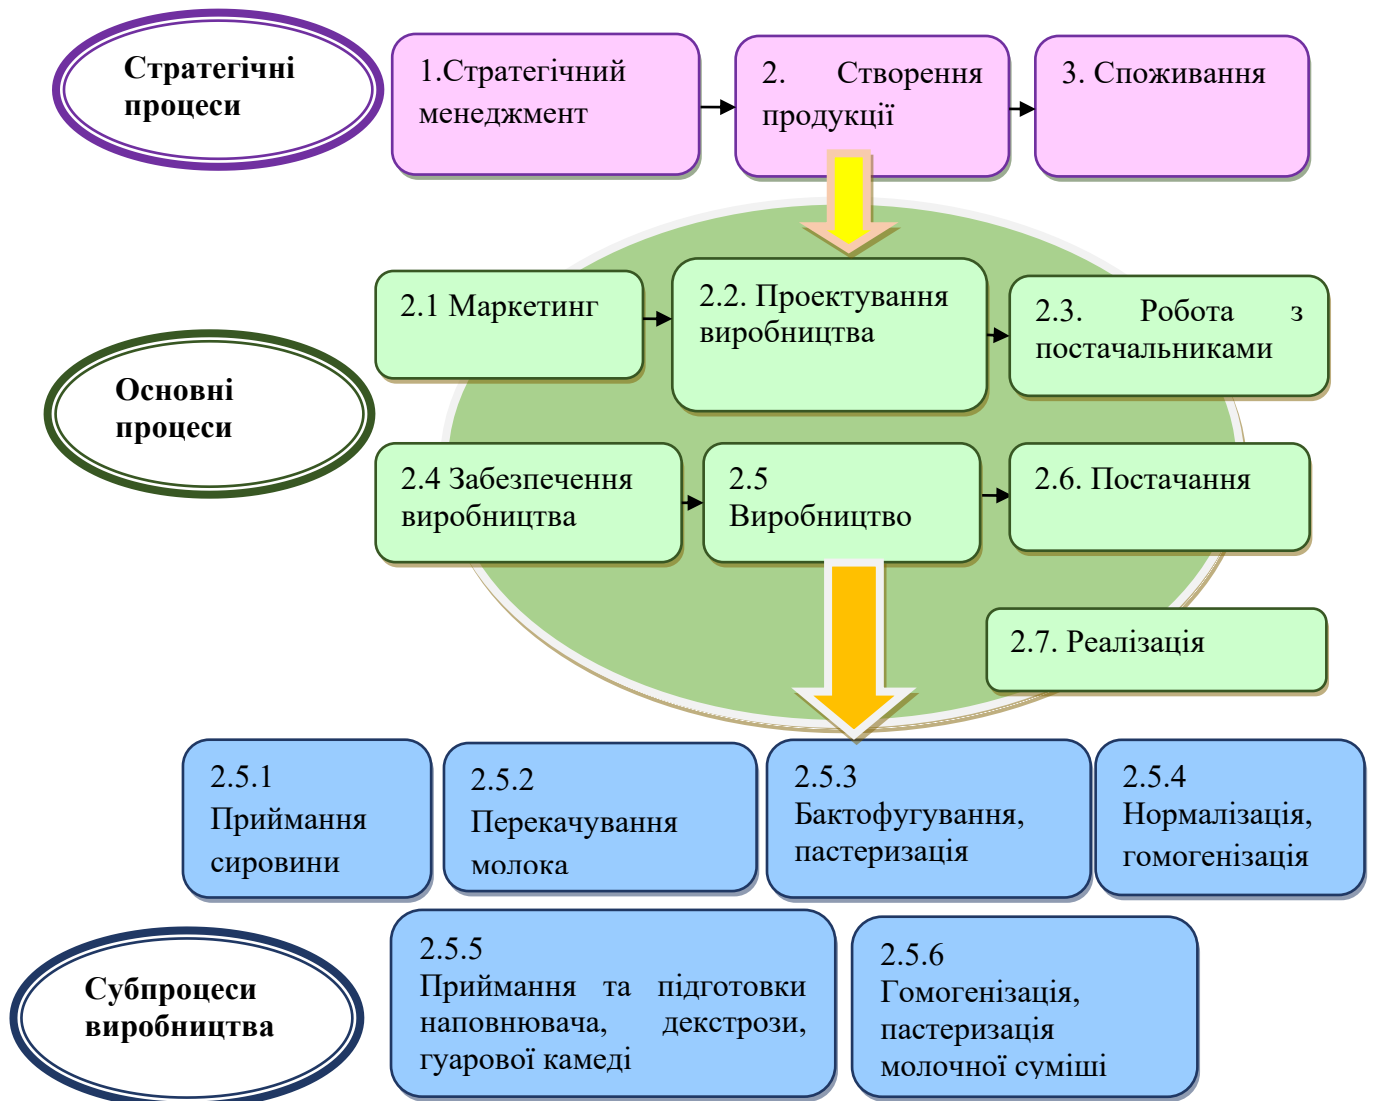 Стратегічні
процеси
1.Стратегічний
менеджмент
2. Створення
продукції
3. Споживання
2.1 Маркетинг
2.2. Проектування
виробництва
2.3. Робота з
постачальниками
Основні
процеси
2.4 Забезпечення
виробництва
2.5
Виробництво
2.6. Постачання
2.7. Реалізація
2.5.1
Приймання
сировини
2.5.2
Перекачування
молока
2.5.3
Бактофугування,
пастеризація
2.5.4
Нормалізація,
гомогенізація
Субпроцеси
виробництва
2.5.5
Приймання та підготовки
наповнювача, декстрози,
гуарової камеді
2.5.6
Гомогенізація,
пастеризація
молочної суміші